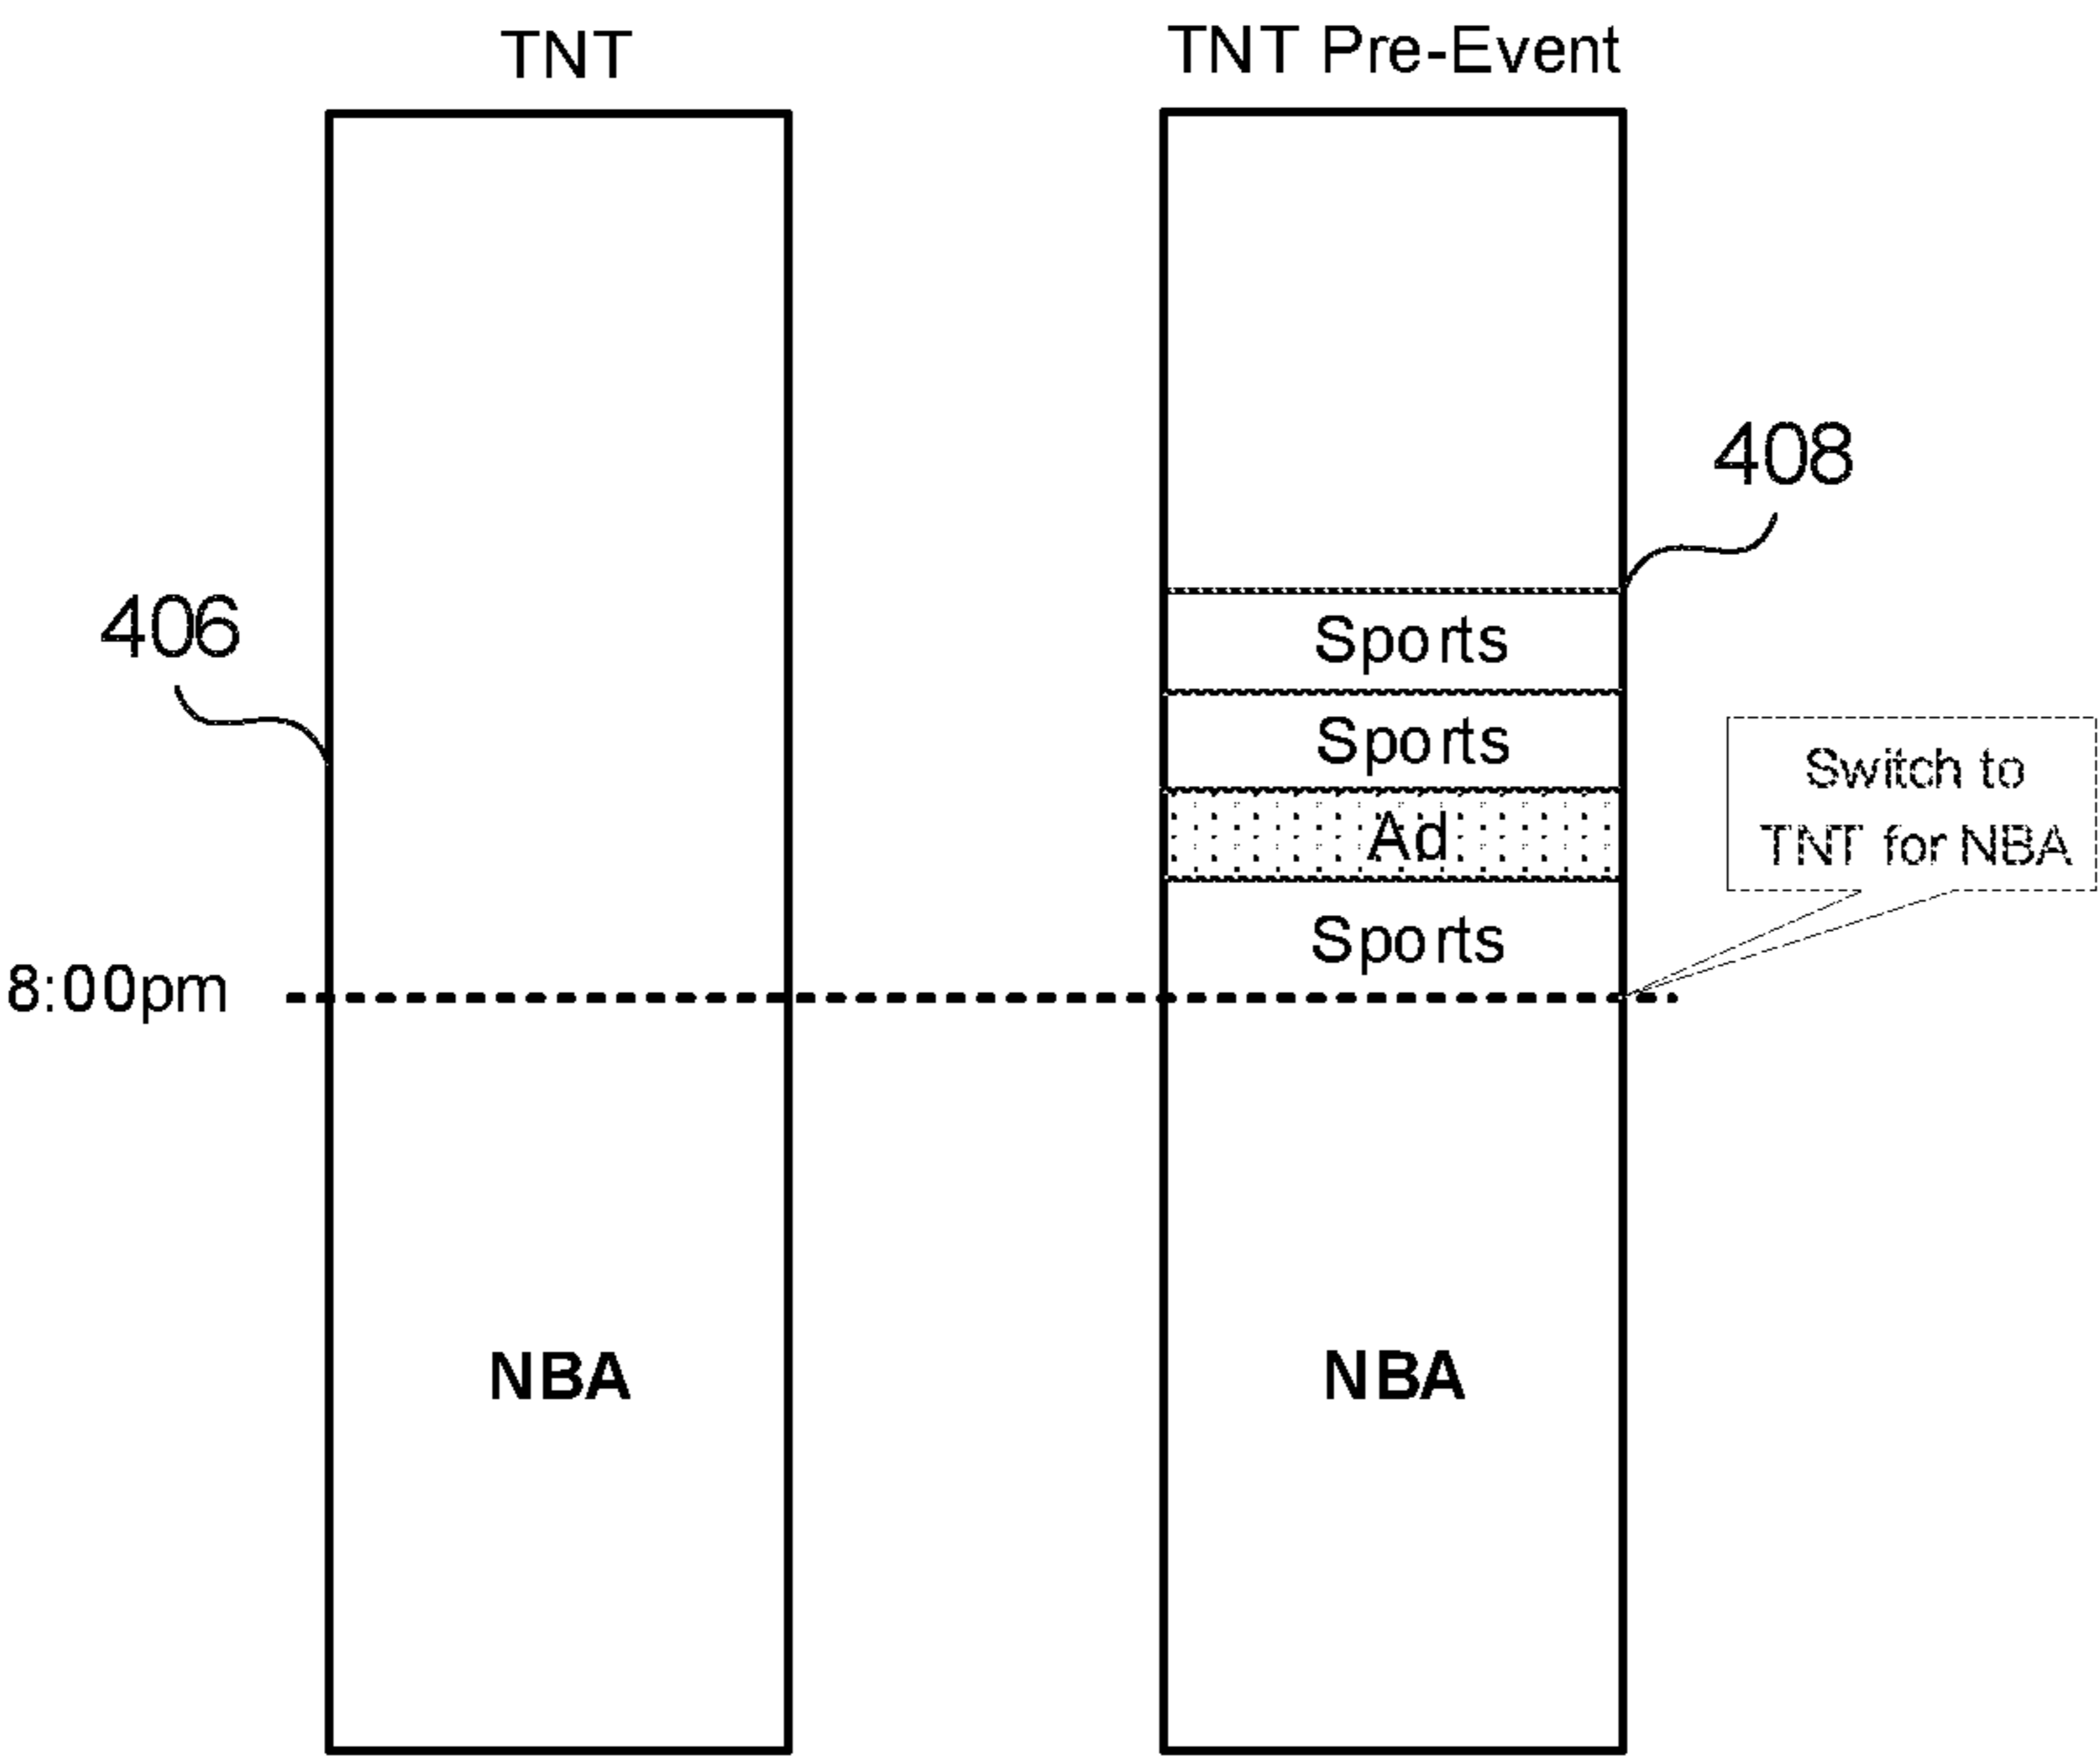 TNT
TNT Pre-Event
408
406
Sports
Sports
Switch to
TNT for NBA
Ad
Sports
8:00pm
NBA
NBA